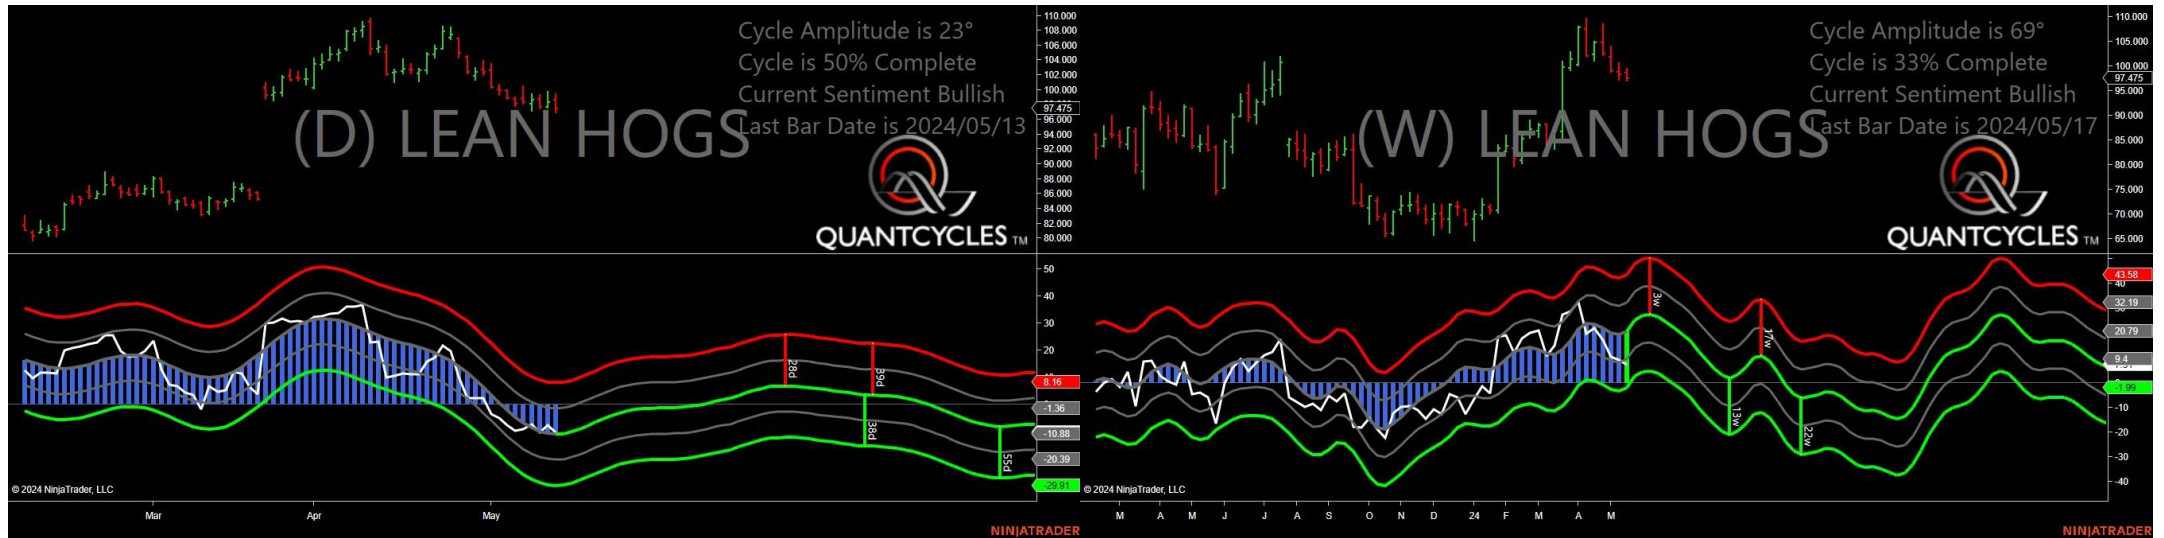 Cycle Amplitude is 23°
Cycle is 50% Complete
Current Sentiment Bullish
Last Bar Date is 2024/05/13
(D) LEAN HOGS
QUANTCYCLES TM
110.000
108.000
106.000
104.000
102.000
100.000
97.475
96.000
94.000
92.000
90.000
88.000
86.000
84.000
82.000
80.000
50
40
30
20
8.16
-1.36
-10.88
-20.39
-29.91
28d
39d
38d
55d
© 2024 NinjaTrader, LLC
Mar Apr May
NINJATRADER
Cycle Amplitude is 69°
Cycle is 33% Complete
Current Sentiment Bullish
Last Bar Date is 2024/05/17
(W) LEAN HOGS
QUANTCYCLES TM
110.000
105.000
100.000
97.475
95.000
90.000
85.000
80.000
75.000
70.000
65.000
43.58
40
32.19
20.79
9.4
-1.99
-10
-20
-30
-40
3w
17w
13w
22w
© 2024 NinjaTrader, LLC
M A M J J A S O N D 24 F M A M
NINJATRADER